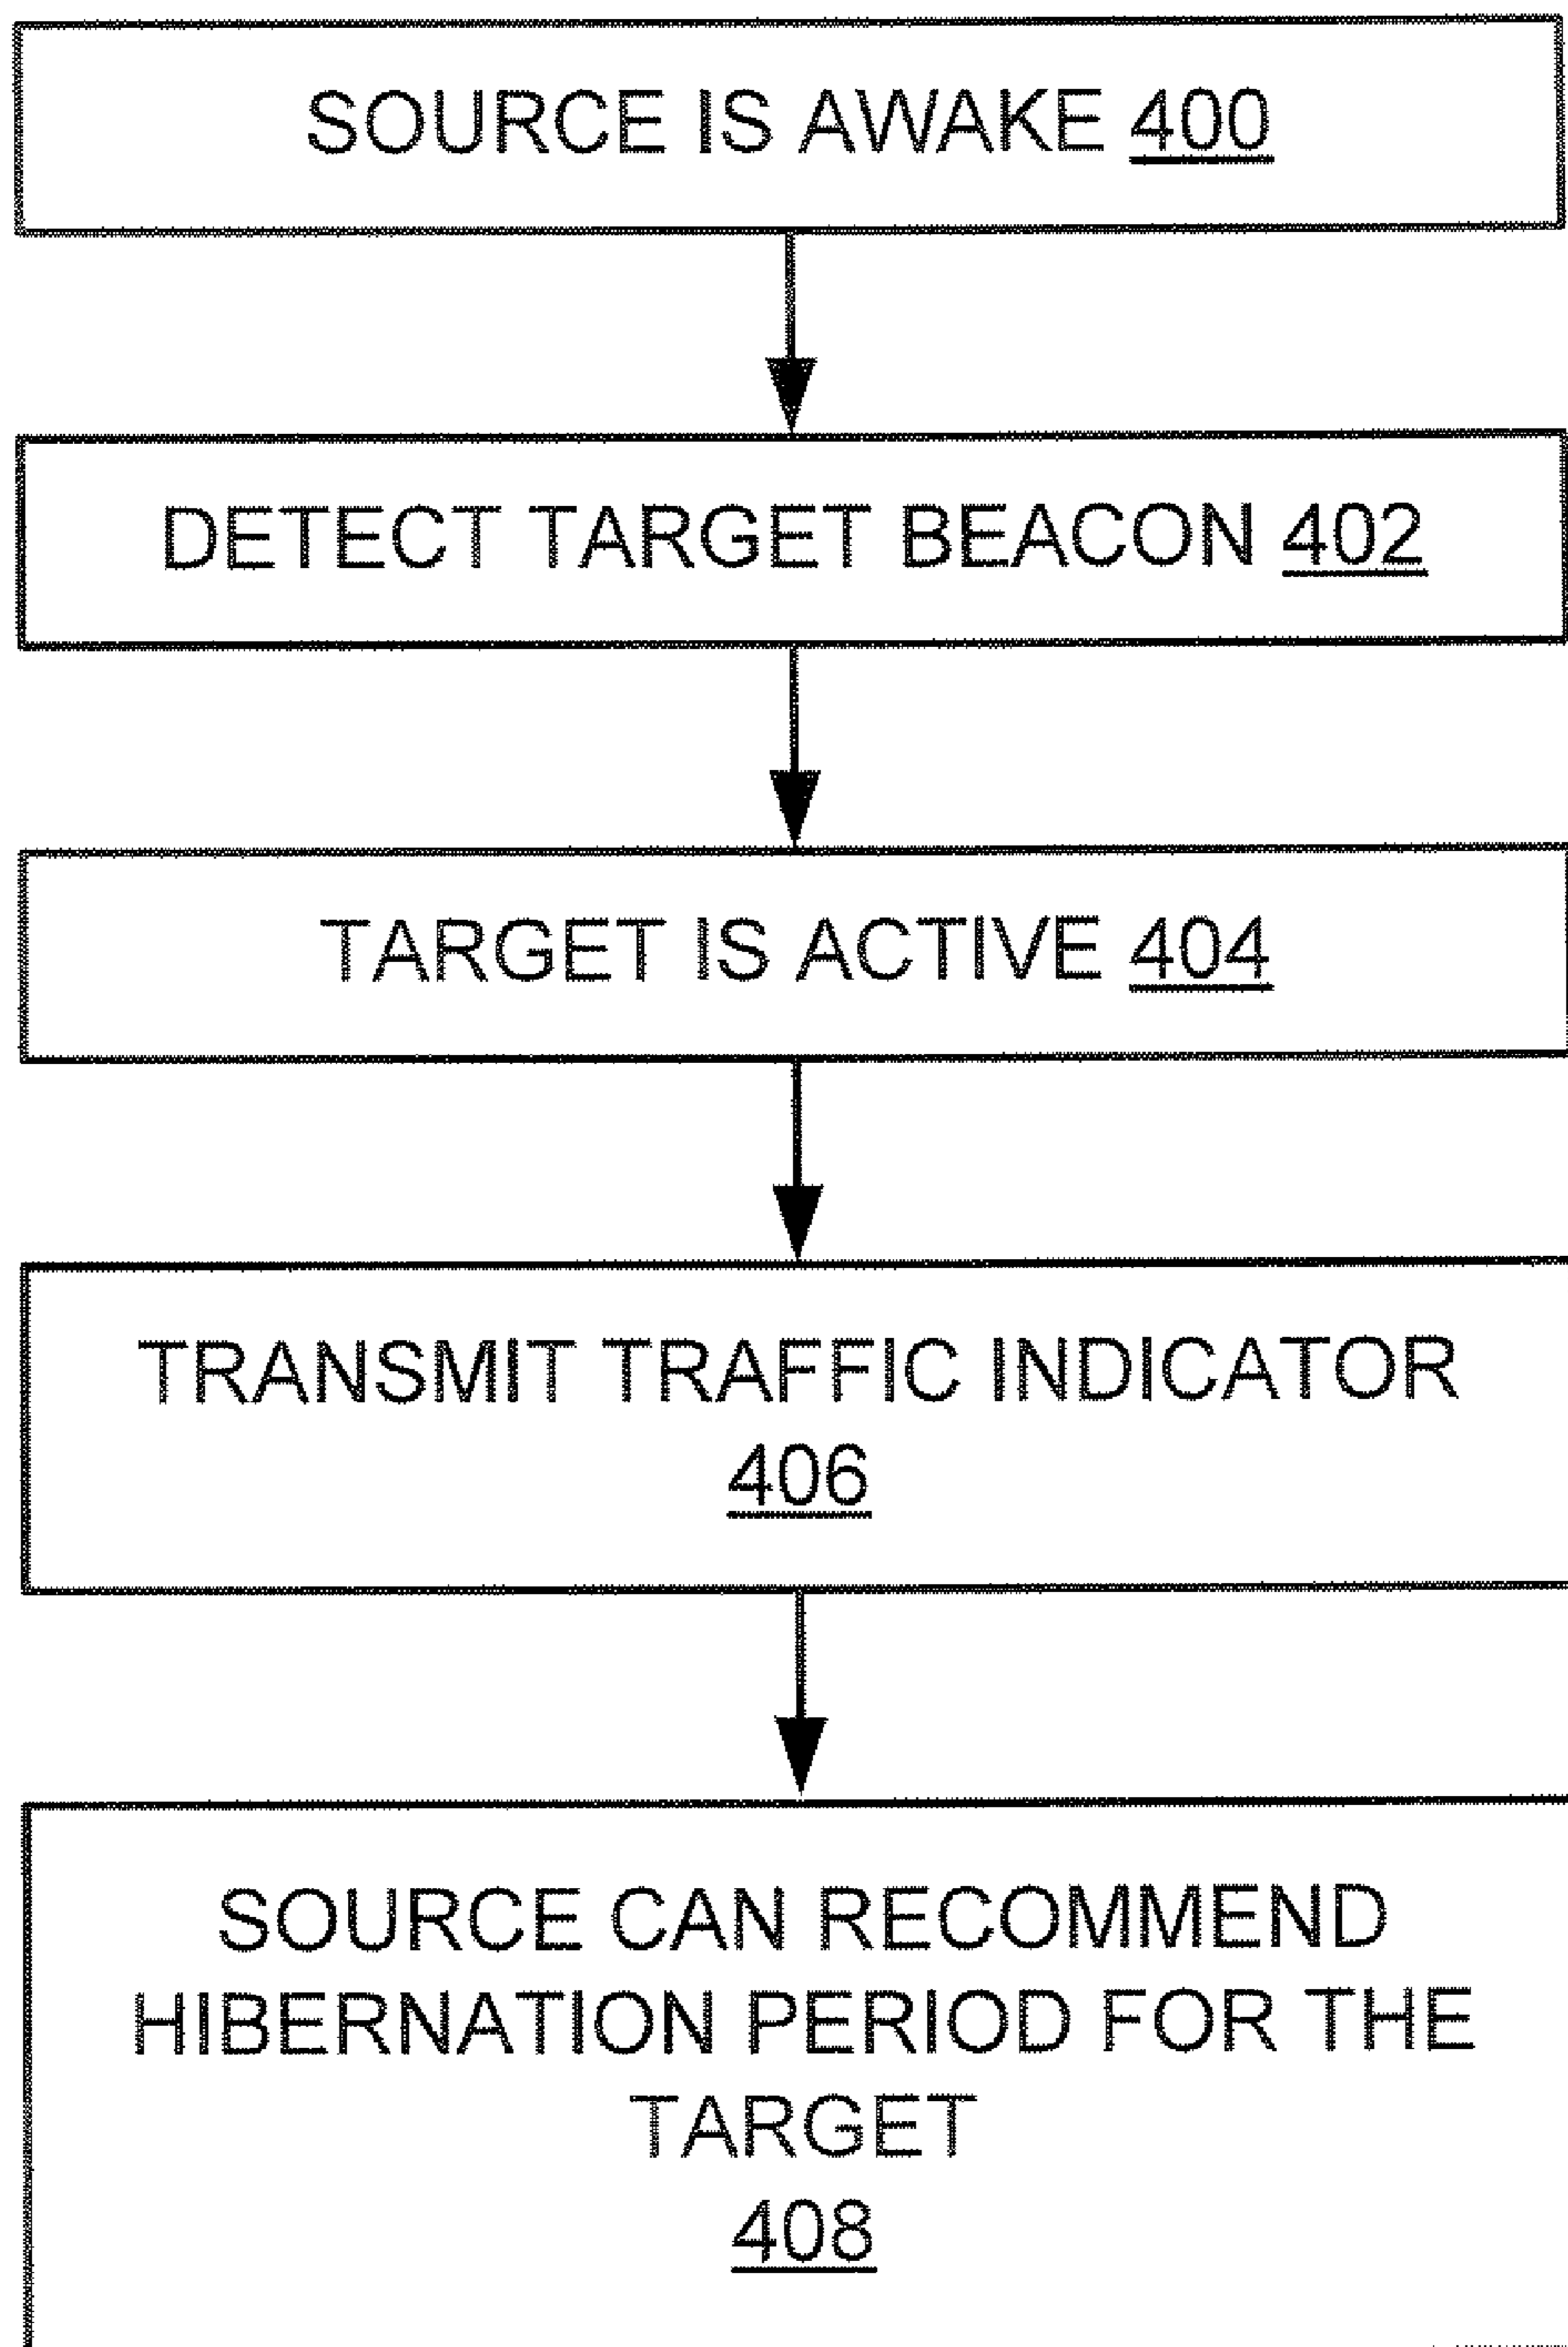 SOURCE IS AWAKE 400
DETECT TARGET BEACON 402
TARGET IS ACTIVE 404
TRANSMIT TRAFFIC INDICATOR
406
SOURCE CAN RECOMMEND
HIBERNATION PERIOD FOR THE
TARGET
408